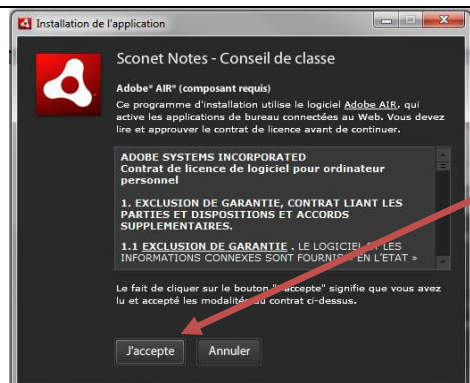 Installation de l'application
Sconet Notes - Conseil de classe
Adobe® AIR® (composant requis)
Ce programme d'installation utilise le logiciel Adobe AIR, qui
active les applications de bureau connectées au Web. Vous devez
lire et approuver le contrat de licence avant de continuer.
ADOBE SYSTEMS INCORPORATED
Contrat de licence de logiciel pour ordinateur
personnel
1. EXCLUSION DE GARANTIE, CONTRAT LIANT LES
PARTIES ET DISPOSITIONS ET ACCORDS
SUPPLEMENTAIRES.
1.1 EXCLUSION DE GARANTIE . LE LOGICIEL ET LES
INFORMATIONS CONNEXES SONT FOURNIS « EN L'ETAT »
Le fait de cliquer sur le bouton "J'accepte" signifie que vous avez
lu et accepté les modalités du contrat ci-dessus.
J'accepte Annuler